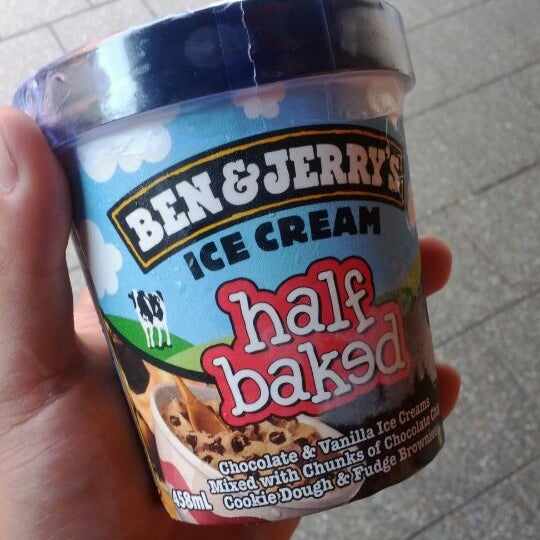 BEN & JERRY'S
ICE CREAM
half
baked
Chocolate & Vanilla Ice Creams
Mixed with Chunks of Chocolate
Cookie Dough & Fudge Brownies
458mL